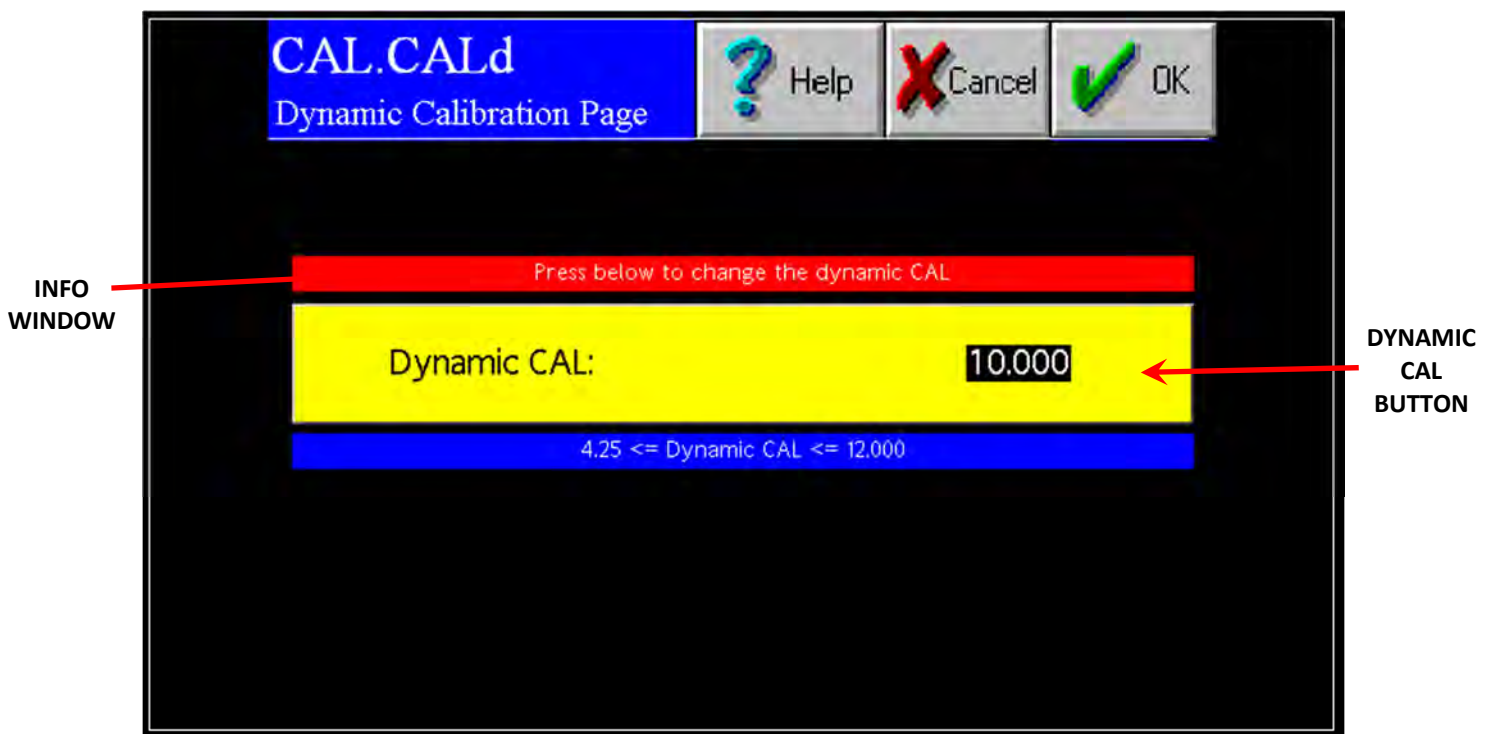 CAL.CALd
Dynamic Calibration Page
Help
Cancel
OK
INFO
WINDOW
Press below to change the dynamic CAL
Dynamic CAL:
10.000
DYNAMIC
CAL
BUTTON
4.25 <= Dynamic CAL <= 12.000